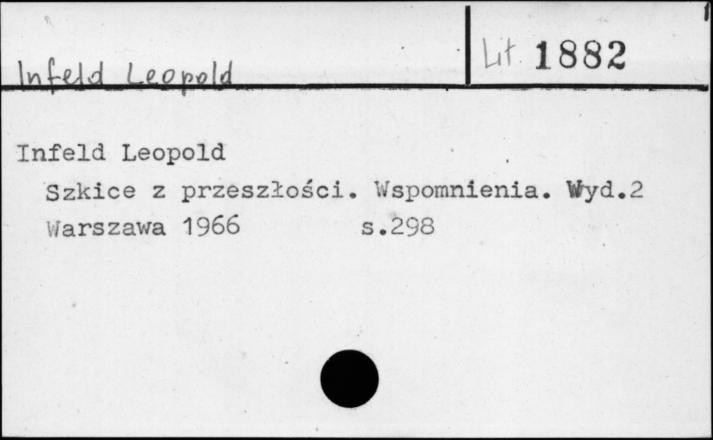 Infeld Leopold
Lit. 1882
Infeld Leopold
Szkice z przeszłości. Wspomnienia. Wyd.2
Warszawa 1966 s.298